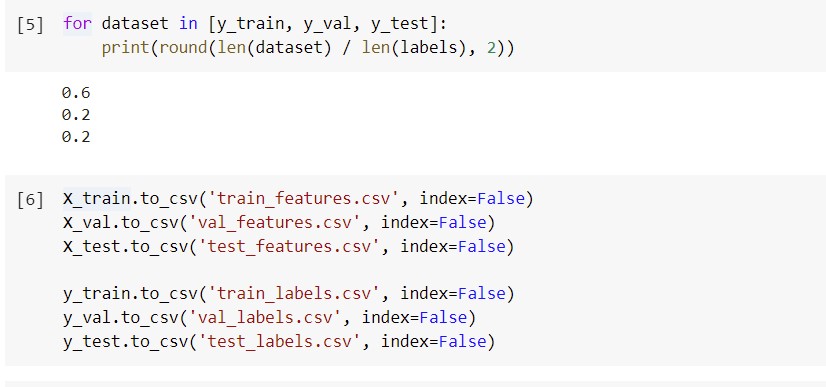 [5] for dataset in [y_train, y_val, y_test]:
print(round(len(dataset) / len(labels), 2))
0.6
0.2
0.2
[6] X_train.to_csv('train_features.csv', index=False)
X_val.to_csv('val_features.csv', index=False)
X_test.to_csv('test_features.csv', index=False)
y_train.to_csv('train_labels.csv', index=False)
y_val.to_csv('val_labels.csv', index=False)
y_test.to_csv('test_labels.csv', index=False)